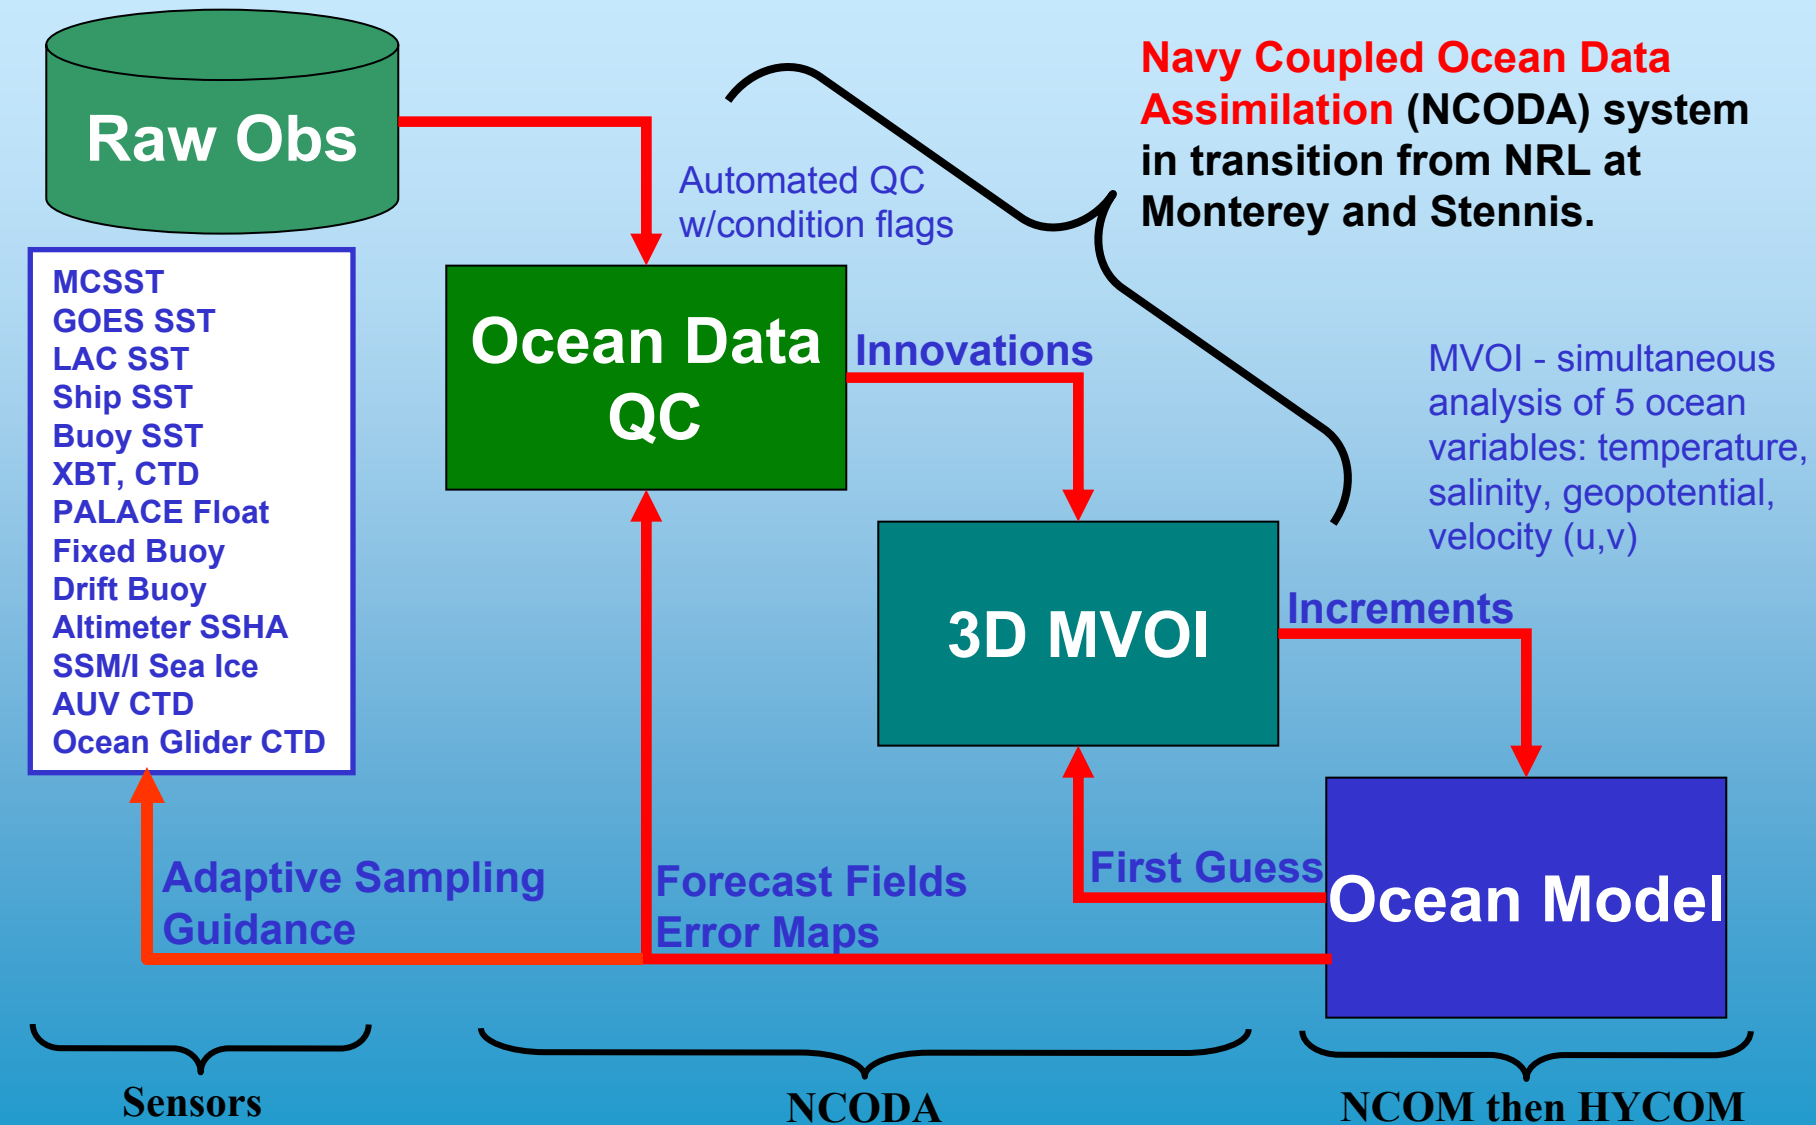 Raw Obs
Navy Coupled Ocean Data
Assimilation (NCODA) system
in transition from NRL at
Monterey and Stennis.
Automated QC
w/condition flags
MCSST
GOES SST
LAC SST
Ship SST
Buoy SST
XBT, CTD
PALACE Float
Fixed Buoy
Drift Buoy
Altimeter SSHA
SSM/I Sea Ice
AUV CTD
Ocean Glider CTD
Ocean Data
QC
Innovations
MVOI - simultaneous
analysis of 5 ocean
variables: temperature,
salinity, geopotential,
velocity (u,v)
3D MVOI
Increments
Adaptive Sampling
Guidance
Forecast Fields
Error Maps
First Guess
Ocean Model
Sensors
NCODA
NCOM then HYCOM